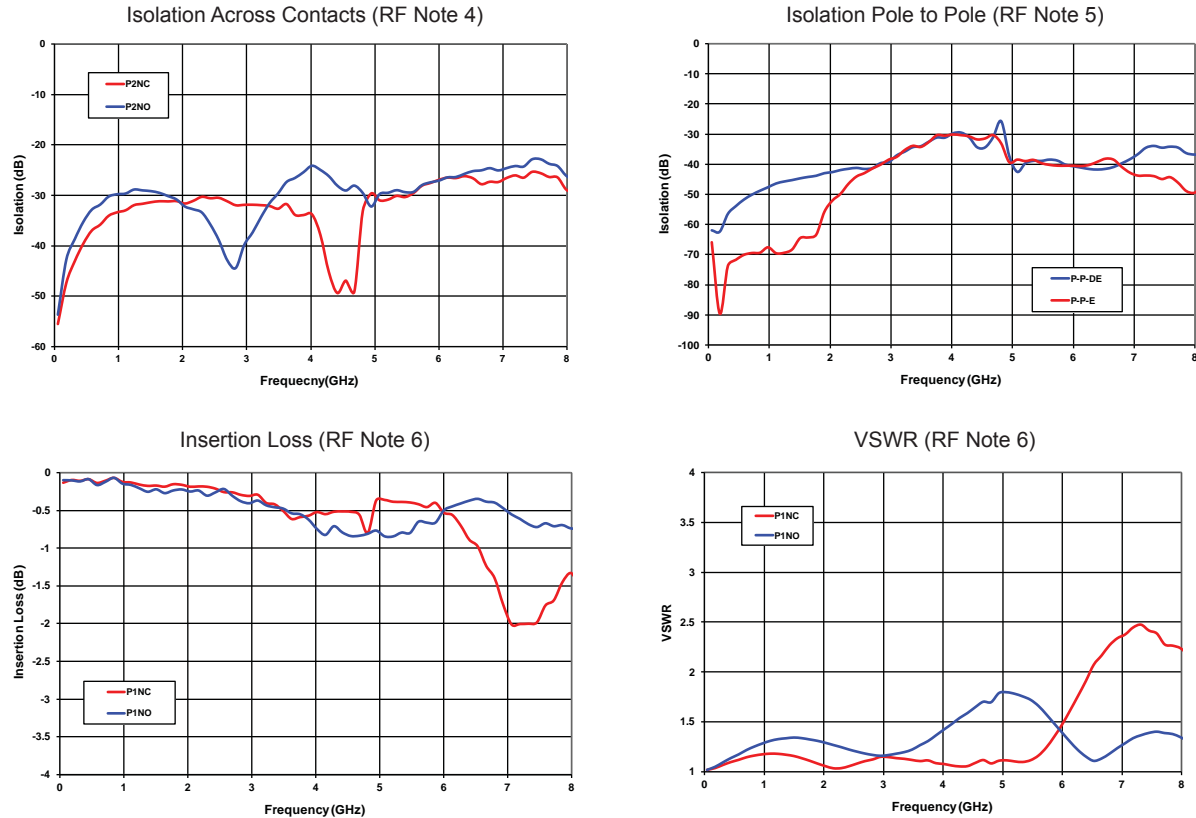 Isolation Across Contacts (RF Note 4)
0
-10
-20
-30
-40
-50
-60
Isolation (dB)
P2NC
P2NO
0 1 2 3 4 5 6 7 8
Frequecny(GHz)
Isolation Pole to Pole (RF Note 5)
0
-10
-20
-30
-40
-50
-60
-70
-80
-90
-100
Isolation (dB)
P-P-DE
P-P-E
0 1 2 3 4 5 6 7 8
Frequency(GHz)
Insertion Loss (RF Note 6)
0
-0.5
-1
-1.5
-2
-2.5
-3
-3.5
-4
Insertion Loss (dB)
P1NC
P1NO
0 1 2 3 4 5 6 7 8
Frequency (GHz)
VSWR (RF Note 6)
4
3.5
3
2.5
2
1.5
1
VSWR
P1NC
P1NO
0 1 2 3 4 5 6 7 8
Frequency (GHz)